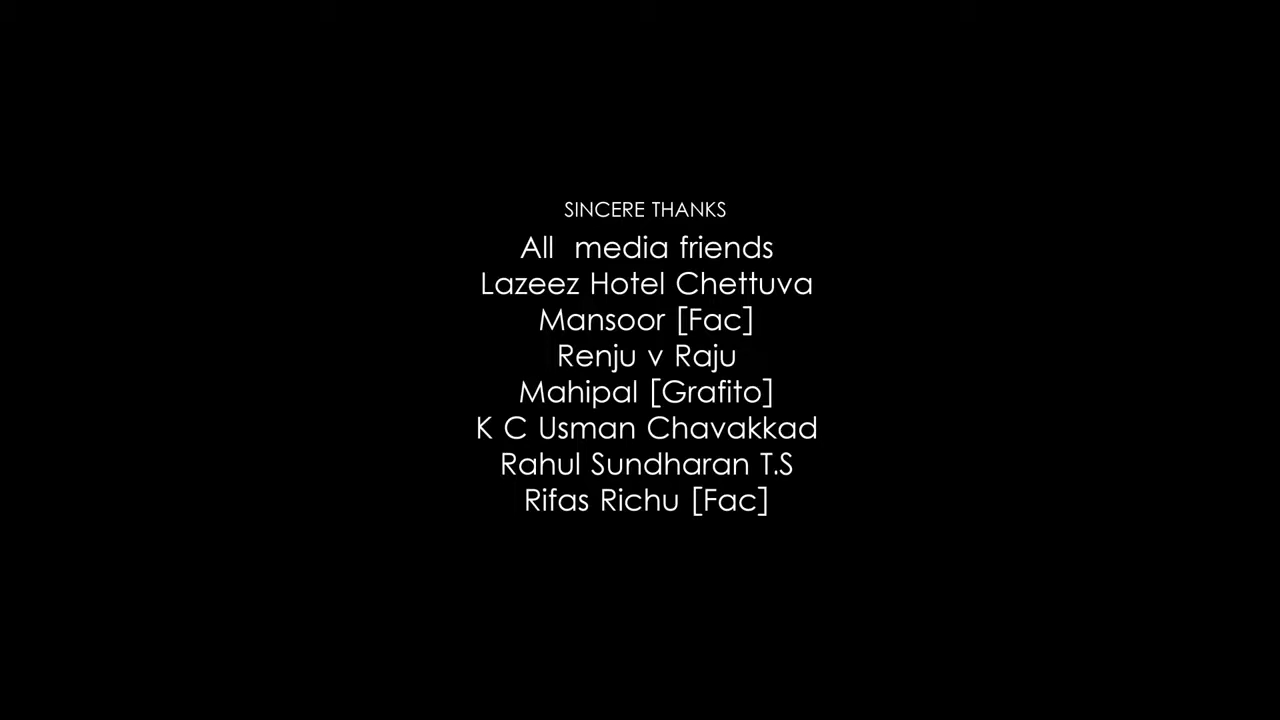 SINCERE THANKS
All  media friends
Lazeez Hotel Chettuva
Mansoor [Fac]
Renju v Raju
Mahipal [Grafito]
K C Usman Chavakkad
Rahul Sundharan T.S
Rifas Richu [Fac]